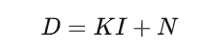 D = KI + N